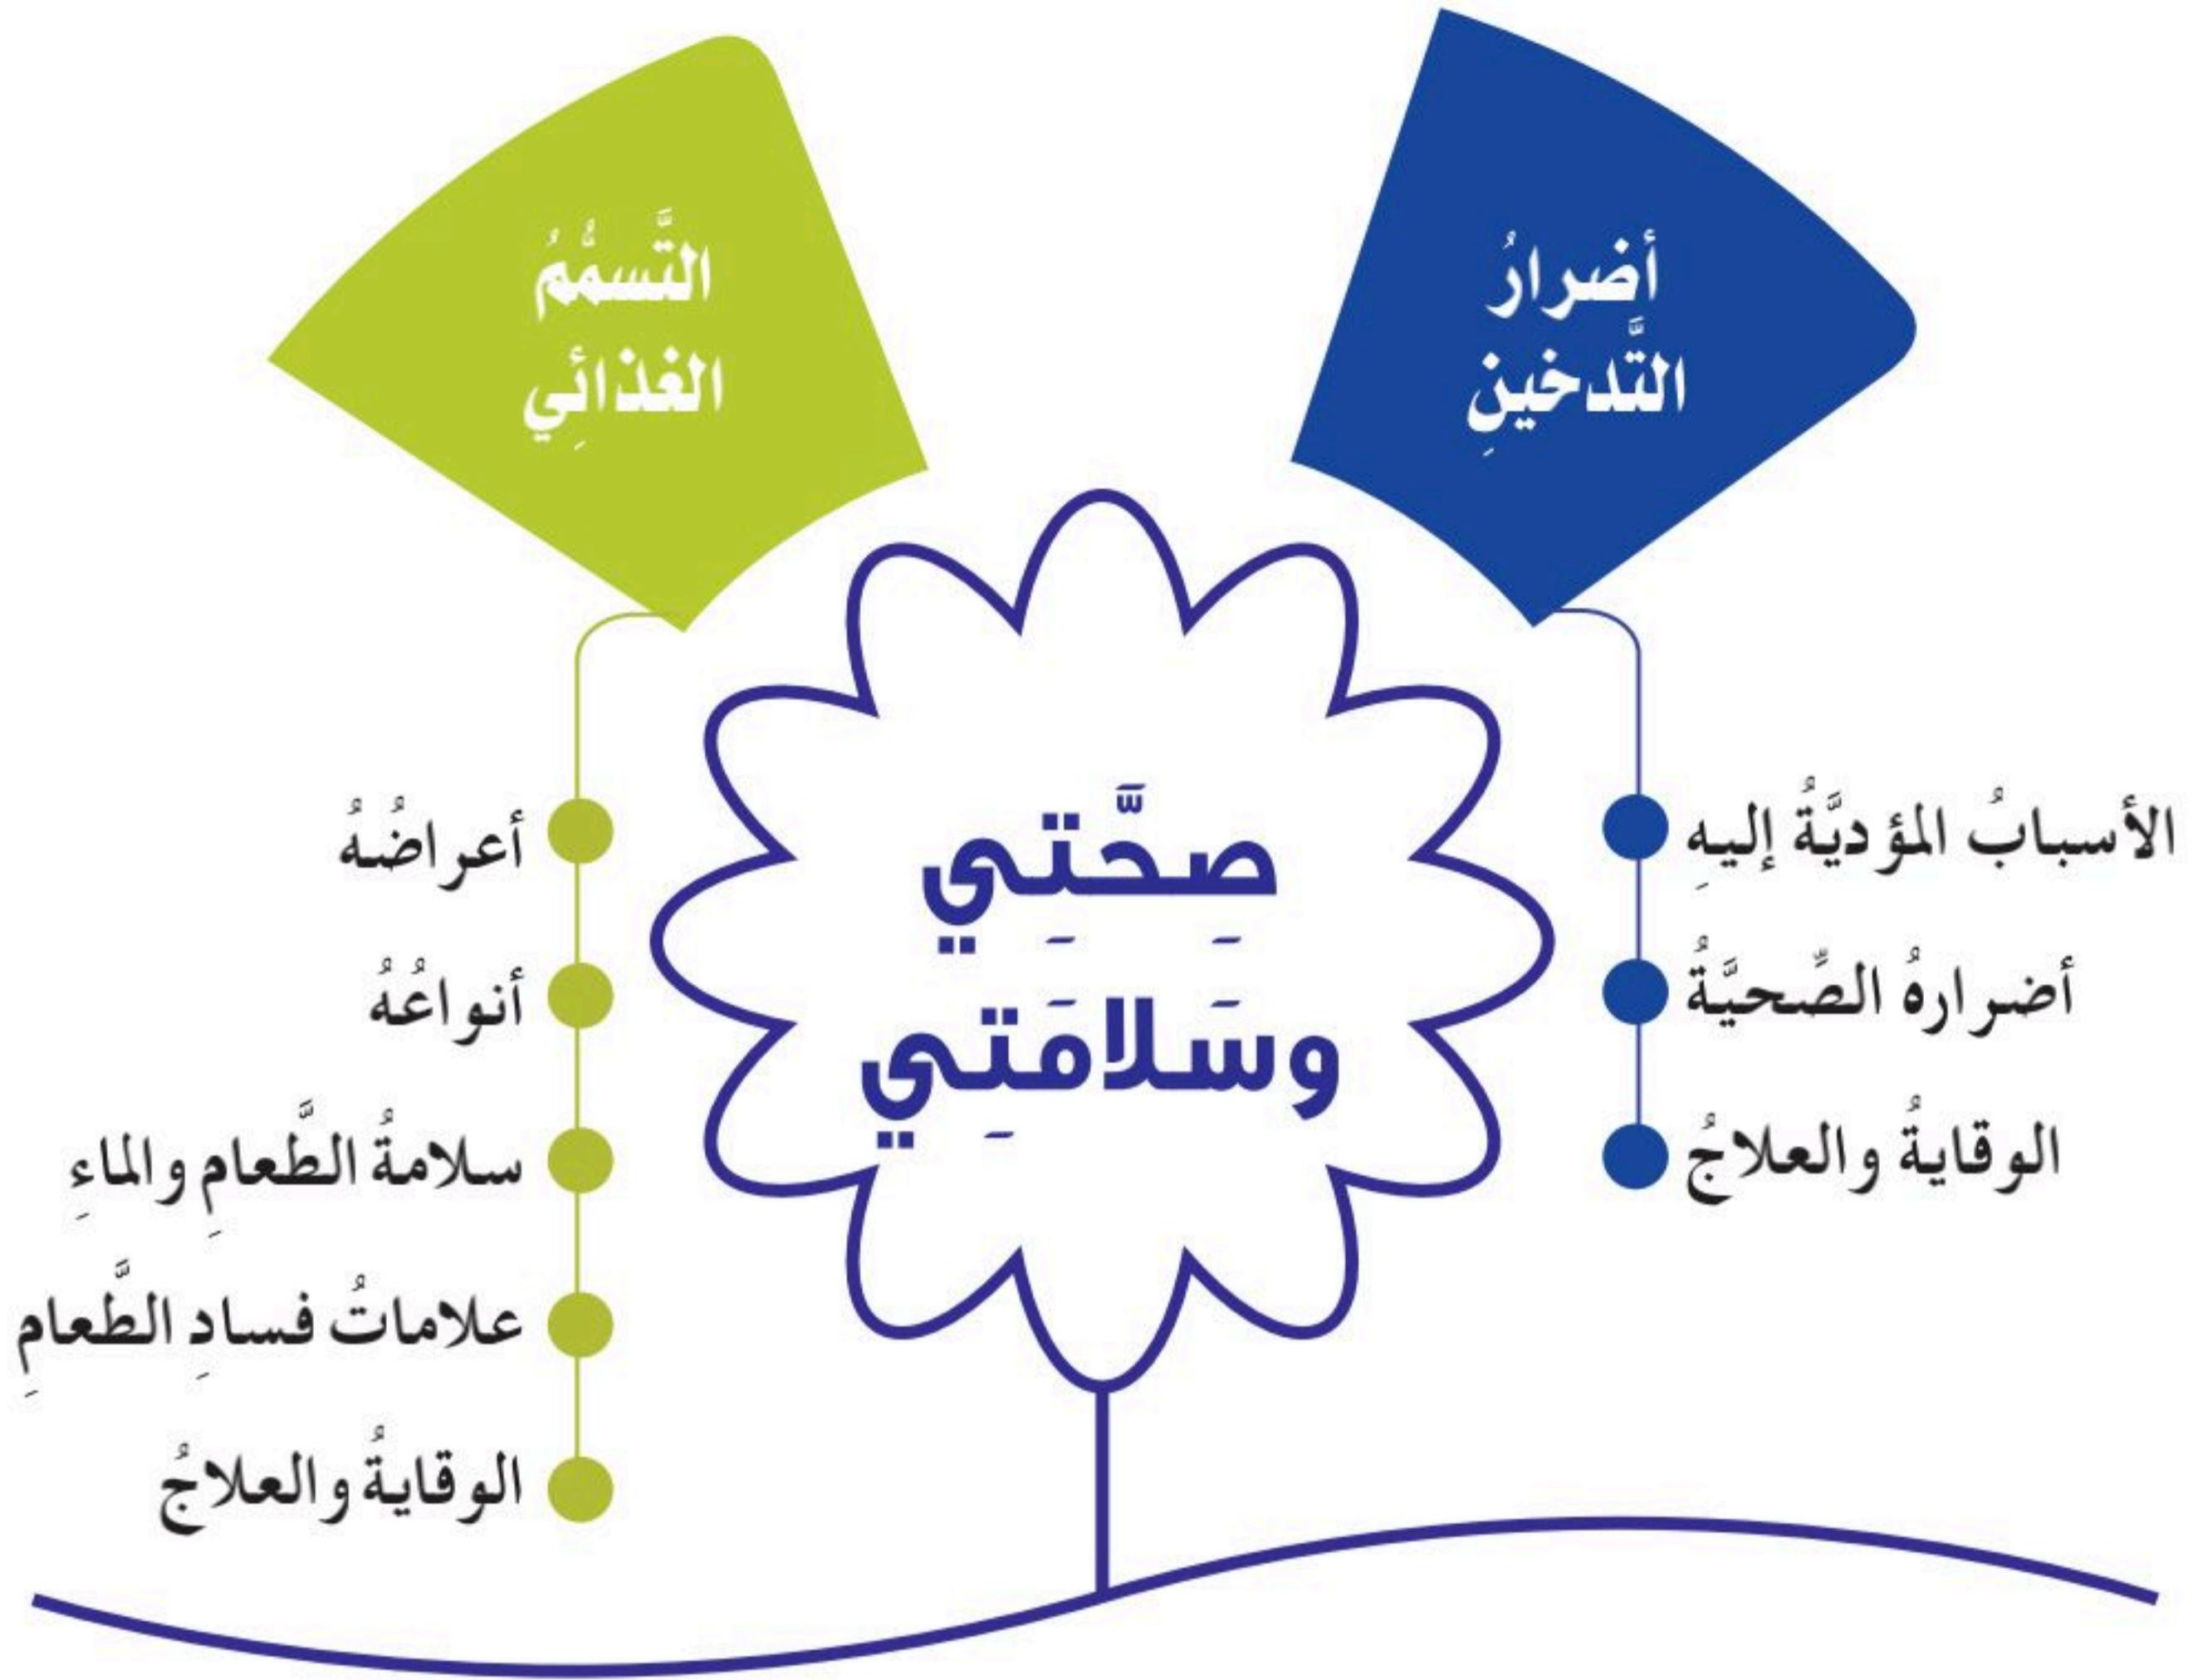 أضرارُ
التَّدخينِ
الأسبابُ المؤديَّةُ إليهِ
أضرارهُ الصِّحيَّةُ
الوقايةُ والعلاجُ
صِحَّتِي
وسَلامَتِي
التَّسمُّمُ
الغذائِي
أعراضُهُ
أنواعُهُ
سلامةُ الطَّعامِ والماءِ
علاماتُ فسادِ الطَّعامِ
الوقايةُ والعلاجُ